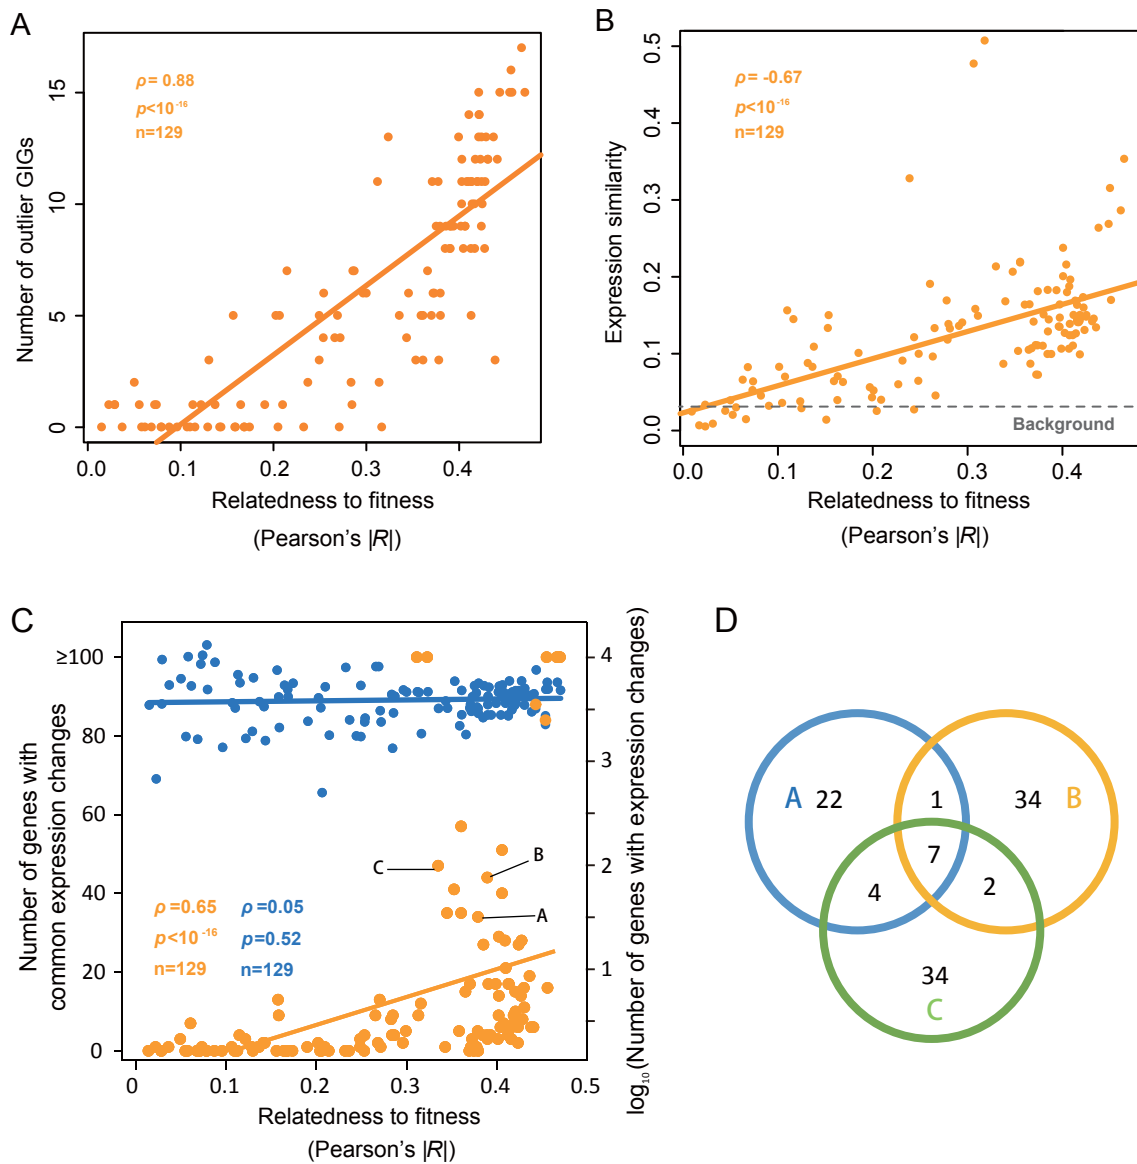 A
ρ = 0.88
p<10⁻¹⁶
n=129
Number of outlier GIGs
15
10
5
0
0.0 0.1 0.2 0.3 0.4
Relatedness to fitness
(Pearson's |R|)
B
ρ = -0.67
p<10⁻¹⁶
n=129
Expression similarity
0.5
0.4
0.3
0.2
0.1
0.0
Background
0.0 0.1 0.2 0.3 0.4
Relatedness to fitness
(Pearson's |R|)
C
Number of genes with
common expression changes
≥100
80
60
40
20
0
C
B
A
ρ =0.65 ρ=0.05
p<10⁻¹⁶ p=0.52
n=129 n=129
4
3
2
1
log₁₀(Number of genes with expression changes)
0 0.1 0.2 0.3 0.4 0.5
Relatedness to fitness
(Pearson's |R|)
D
A 22 1 34 B
7
4 2
34
C